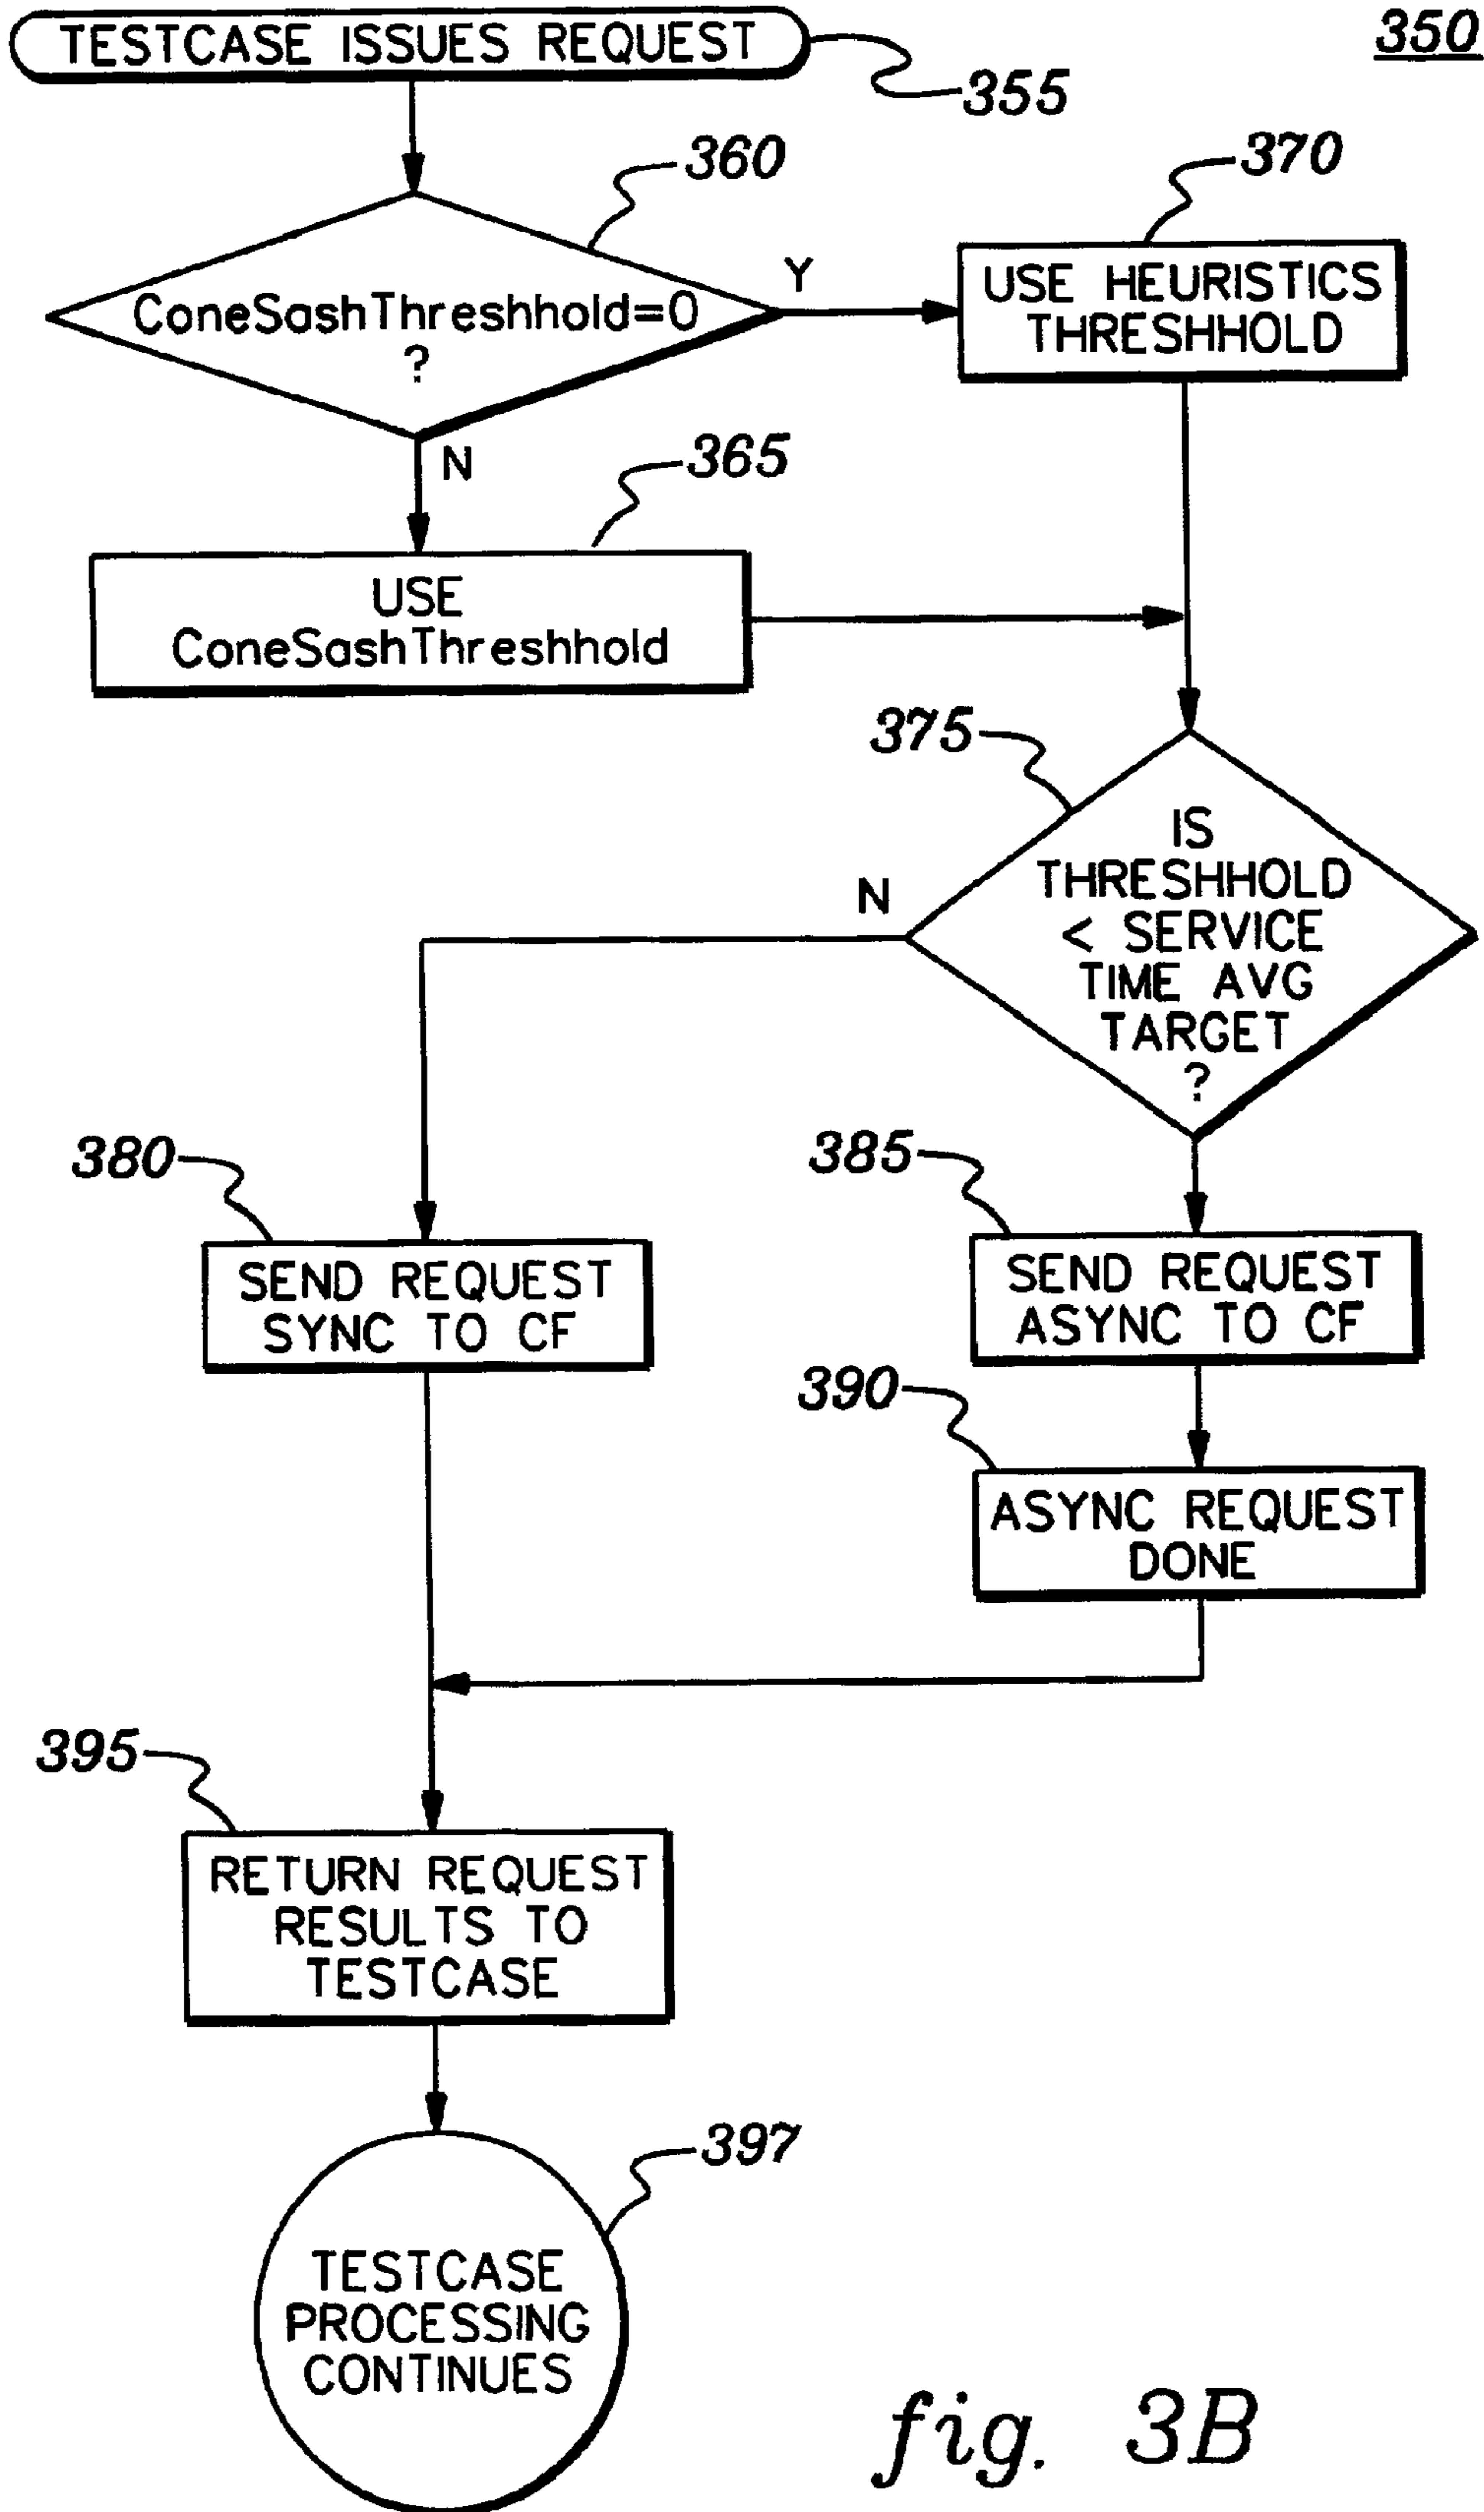 350
TESTCASE ISSUES REQUEST
355
360
370
ConeSashThreshhold=0
?
Y
USE HEURISTICS
THRESHHOLD
N
365
USE
ConeSashThreshhold
375
IS
THRESHHOLD
< SERVICE
TIME AVG
TARGET
?
N
380
385
SEND REQUEST
SYNC TO CF
SEND REQUEST
ASYNC TO CF
390
ASYNC REQUEST
DONE
395
RETURN REQUEST
RESULTS TO
TESTCASE
397
TESTCASE
PROCESSING
CONTINUES
fig. 3B